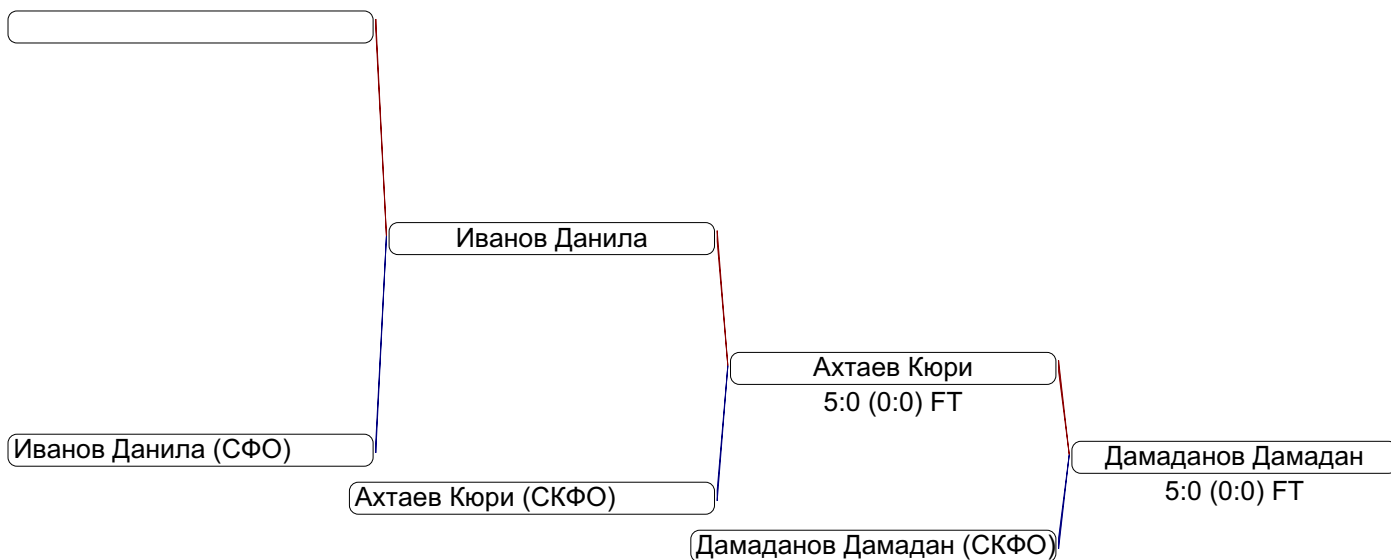 Иванов Данила
Ахтаев Кюри
5:0 (0:0) FT
Иванов Данила (СФО)
Дамаданов Дамадан
5:0 (0:0) FT
Ахтаев Кюри (СКФО)
Дамаданов Дамадан (СКФО)